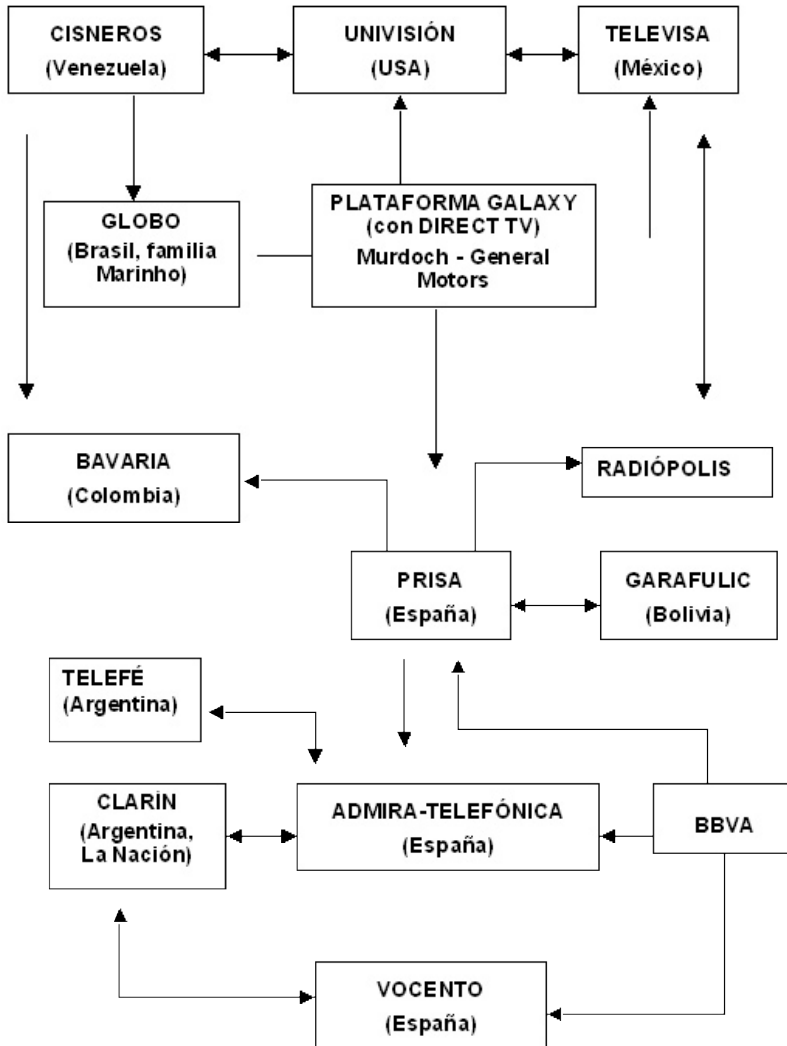 CISNEROS
(Venezuela)
UNIVISIÓN
(USA)
TELEVISA
(México)
GLOBO
(Brasil, familia
Marinho)
PLATAFORMA GALAXY
(con DIRECT TV)
Murdoch - General
Motors
BAVARIA
(Colombia)
RADIÓPOLIS
PRISA
(España)
GARAFULIC
(Bolivia)
TELEFÉ
(Argentina)
CLARÍN
(Argentina,
La Nación)
ADMIRA-TELEFÓNICA
(España)
BBVA
VOCENTO
(España)